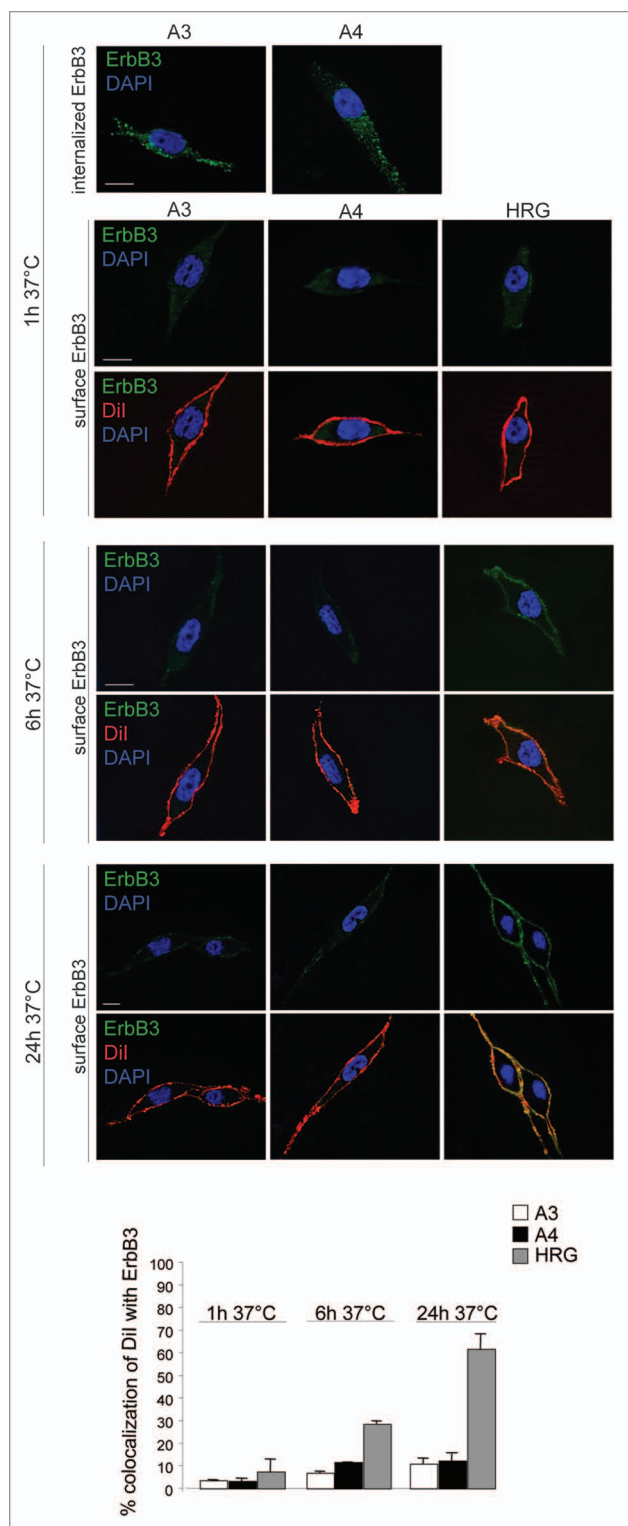 A3 A4
ErbB3
DAPI
internalized ErbB3
A3 A4 HRG
1h 37°C
ErbB3
DAPI
surface ErbB3
ErbB3
DiI
DAPI
6h 37°C
ErbB3
DAPI
surface ErbB3
ErbB3
DiI
DAPI
24h 37°C
ErbB3
DAPI
surface ErbB3
ErbB3
DiI
DAPI
A3
A4
HRG
% colocalization of DiI with ErbB3
1h 37°C 6h 37°C 24h 37°C
100
90
80
70
60
50
40
30
20
10
0